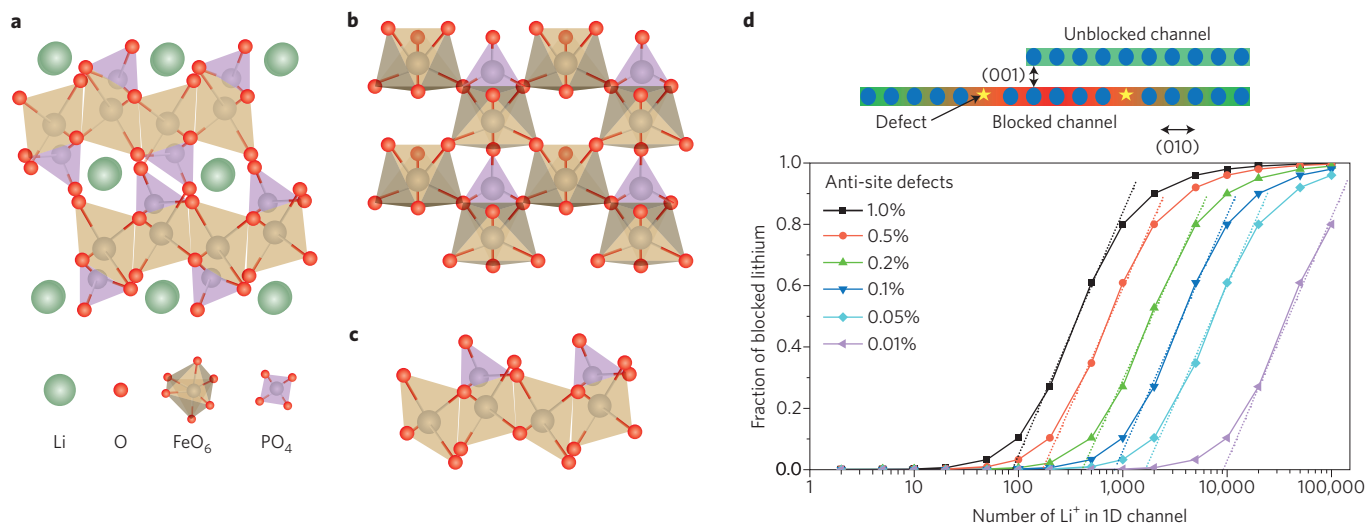 a
Li
O
FeO₆
PO₄
b
c
d
Unblocked channel
(001)
Defect
Blocked channel
(010)
Anti-site defects
1.0%
0.5%
0.2%
0.1%
0.05%
0.01%
Fraction of blocked lithium
1.0
0.8
0.6
0.4
0.2
0.0
1
10
100
1,000
10,000
100,000
Number of Li⁺ in 1D channel